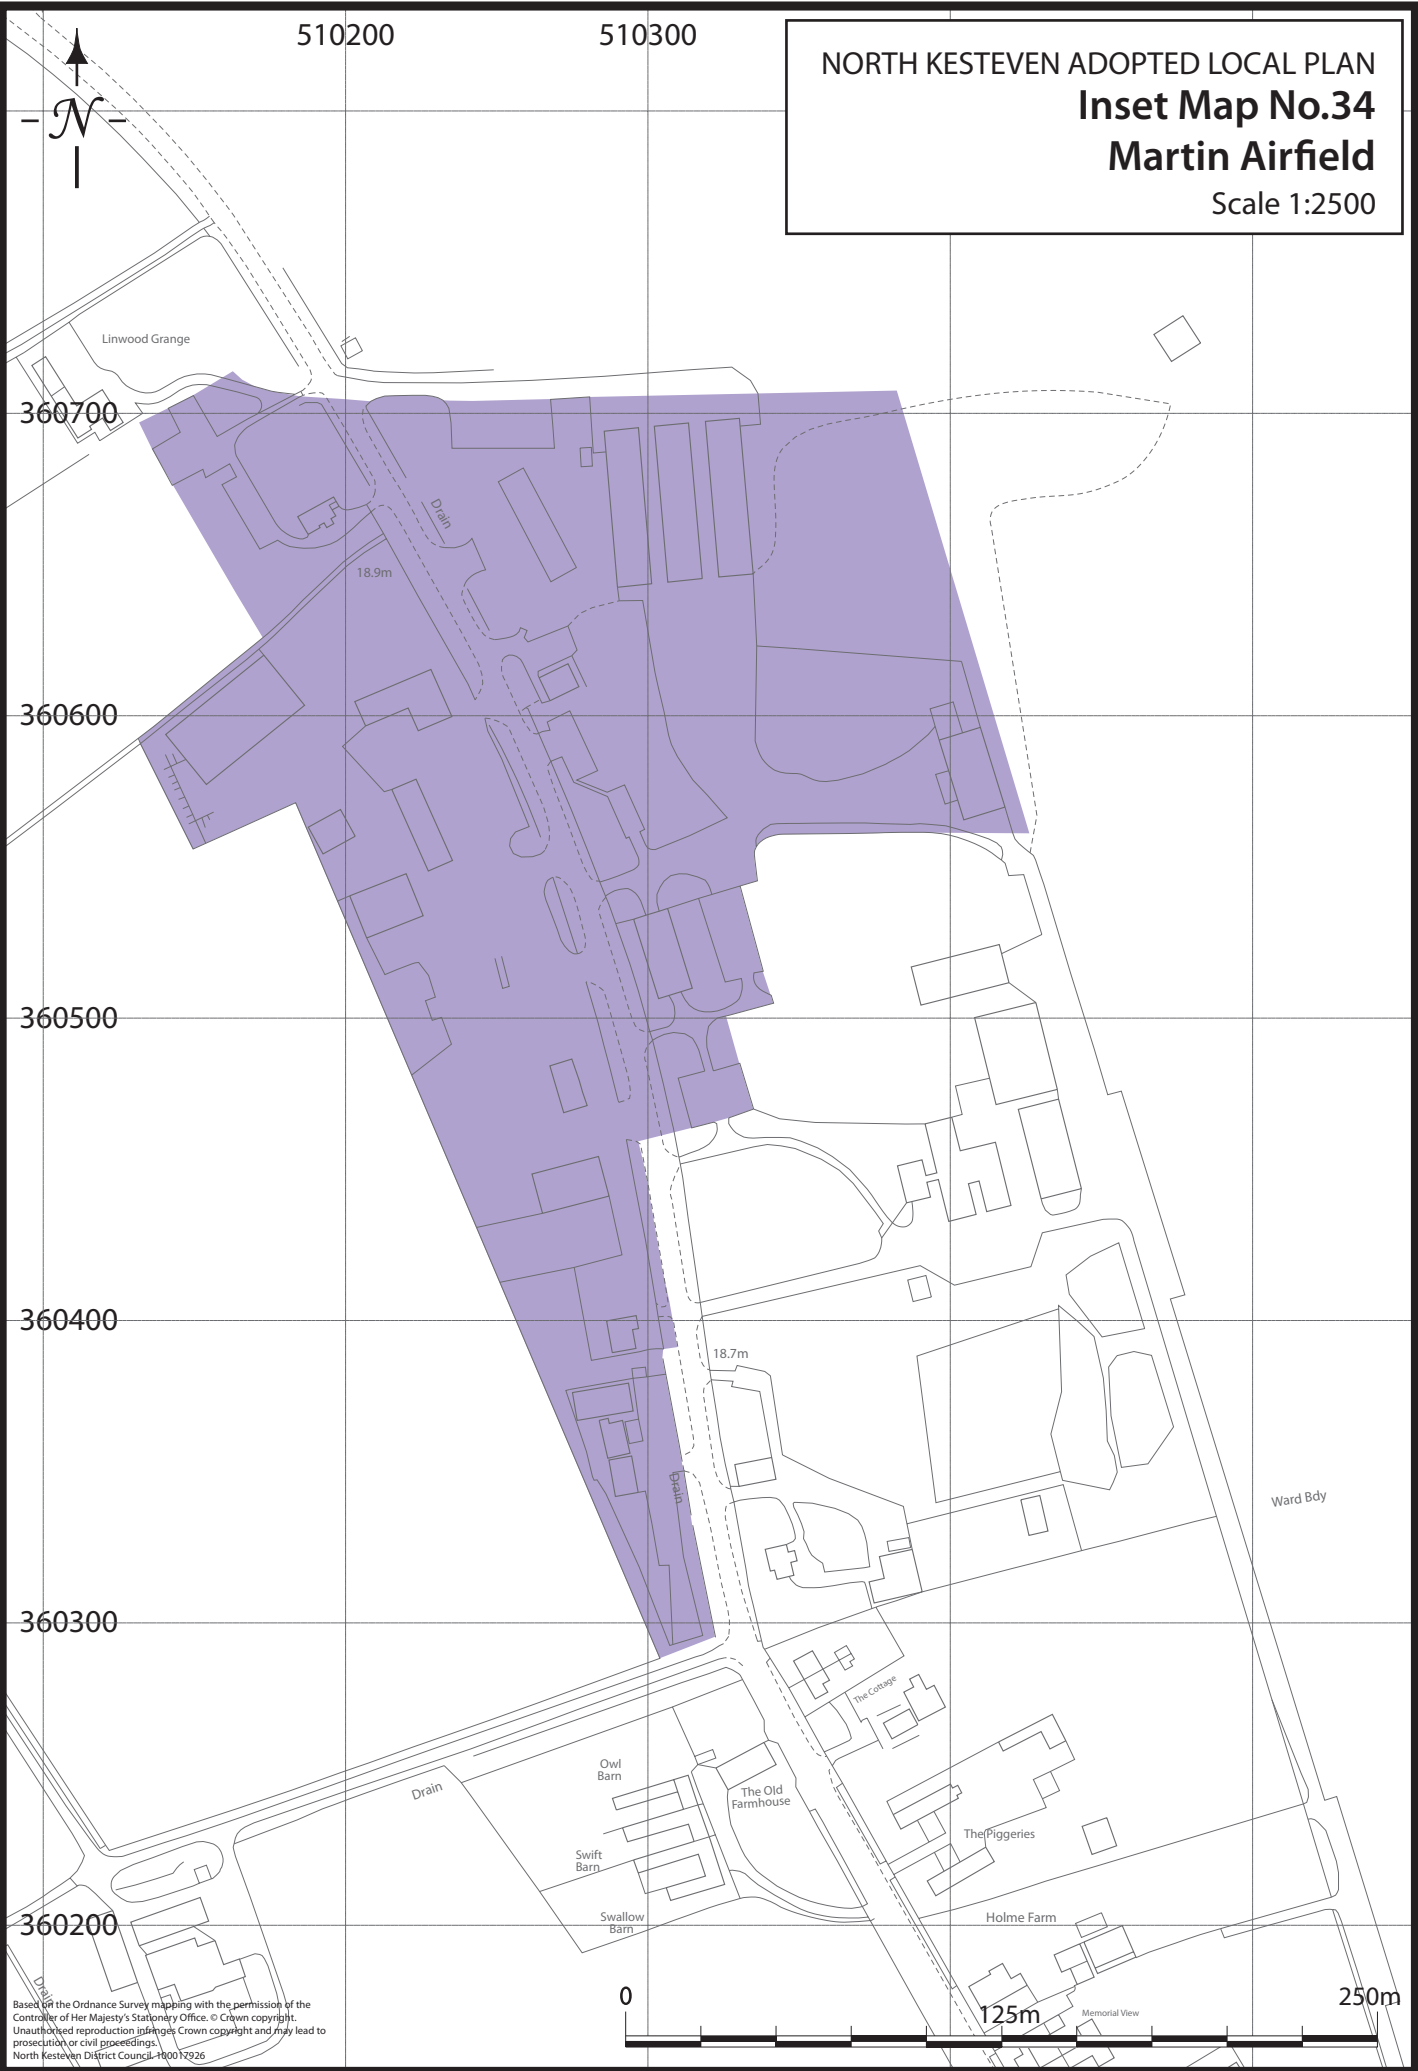 510200
510300
NORTH KESTEVEN ADOPTED LOCAL PLAN
Inset Map No.34
Martin Airfield
Scale 1:2500
N
Linwood Grange
360700
Drain
18.9m
360600
360500
360400
18.7m
Drain
Ward Bdy
360300
The Cottage
Owl
Barn
Drain
The Old
Farmhouse
The Piggeries
Swift
Barn
Swallow
Barn
Holme Farm
360200
Drain
Memorial View
0
125m
250m
Based on the Ordnance Survey mapping with the permission of the
Controller of Her Majesty's Stationery Office. © Crown copyright.
Unauthorised reproduction infringes Crown copyright and may lead to
prosecution or civil proceedings.
North Kesteven District Council. 100017926